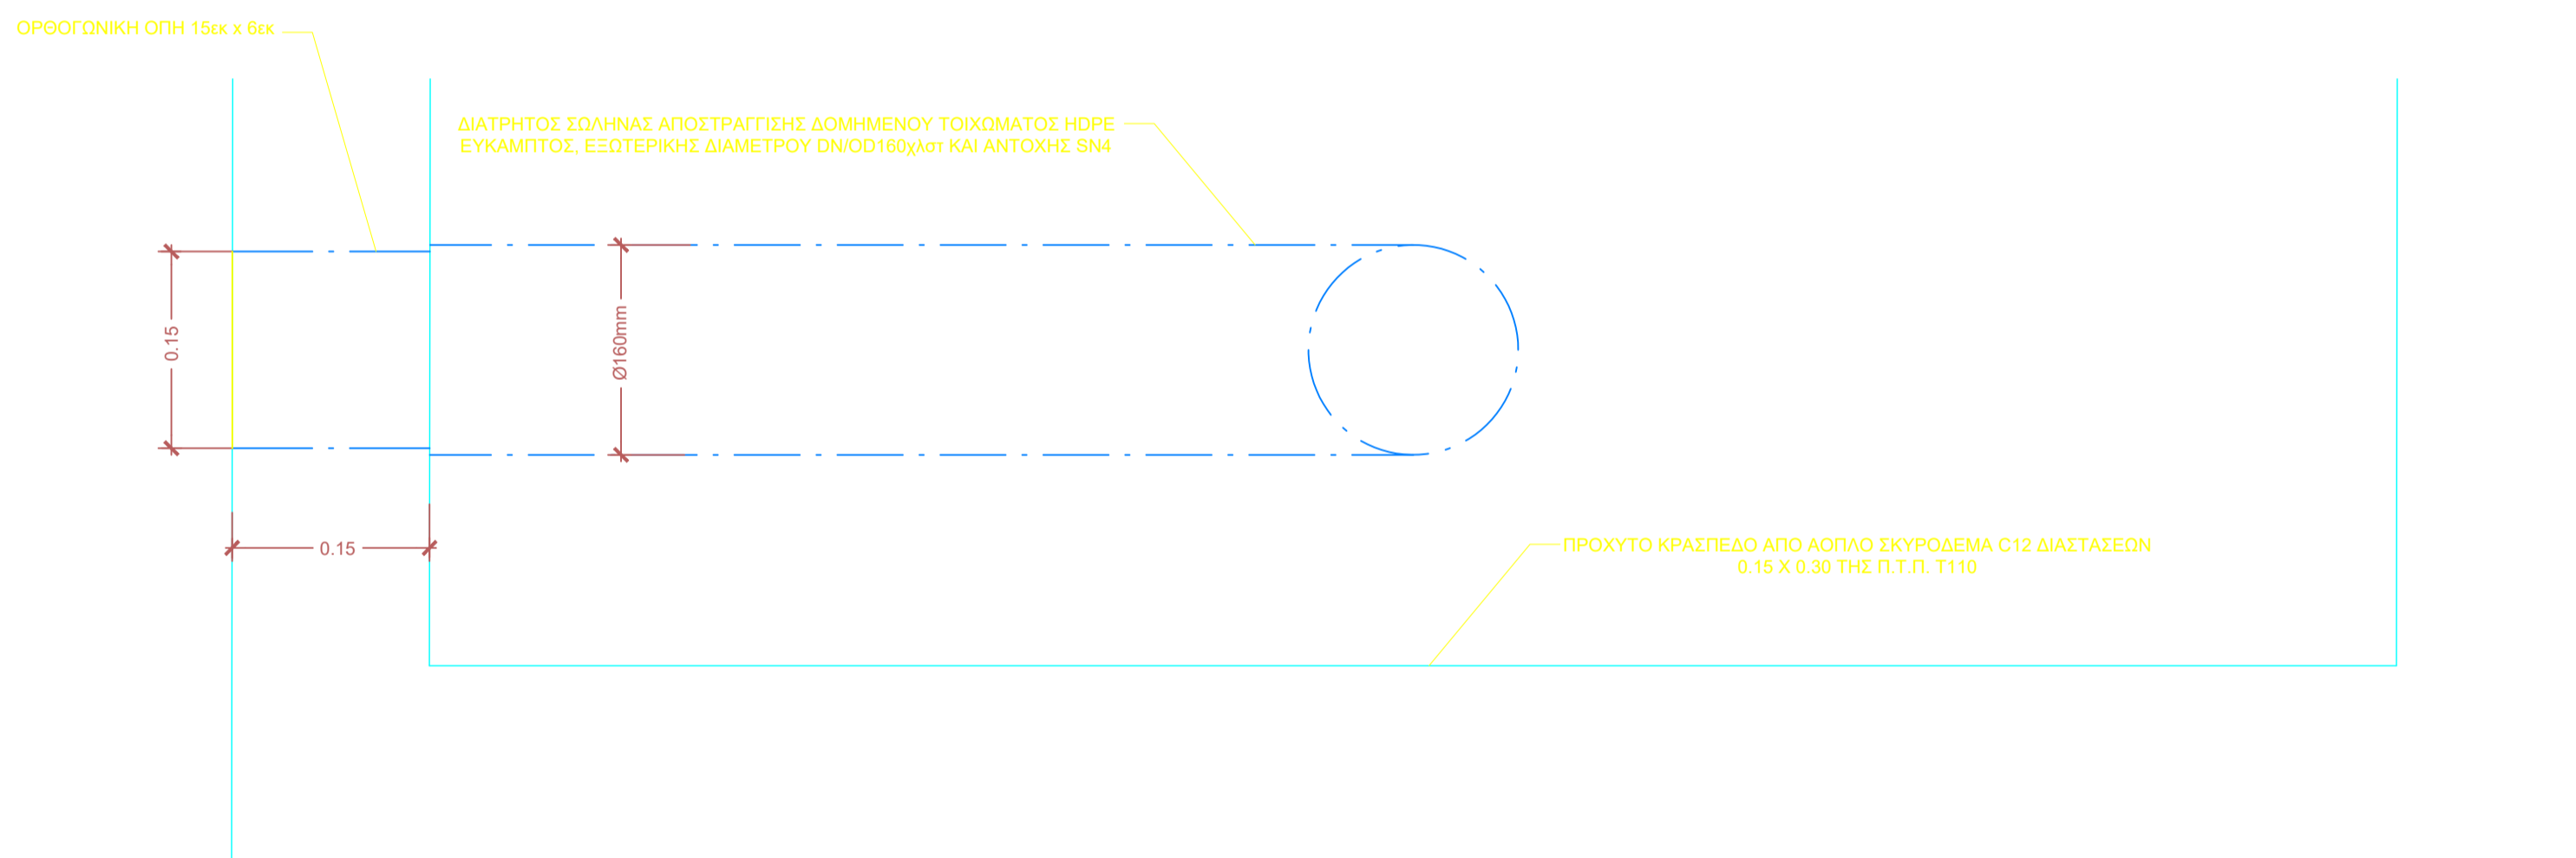 ΟΡΘΟΓΩΝΙΚΗ ΟΠΗ 15εκ x 6εκ
ΔΙΑΤΡΗΤΟΣ ΣΩΛΗΝΑΣ ΑΠΟΣΤΡΑΓΓΙΣΗΣ ΔΟΜΗΜΕΝΟΥ ΤΟΙΧΩΜΑΤΟΣ HDPE
ΕΥΚΑΜΠΤΟΣ, ΕΞΩΤΕΡΙΚΗΣ ΔΙΑΜΕΤΡΟΥ DN/OD160χλστ ΚΑΙ ΑΝΤΟΧΗΣ SN4
0.15
Ø160mm
0.15
ΠΡΟΧΥΤΟ ΚΡΑΣΠΕΔΟ ΑΠΟ ΑΟΠΛΟ ΣΚΥΡΟΔΕΜΑ C12 ΔΙΑΣΤΑΣΕΩΝ
0.15 Χ 0.30 ΤΗΣ Π.Τ.Π. Τ110